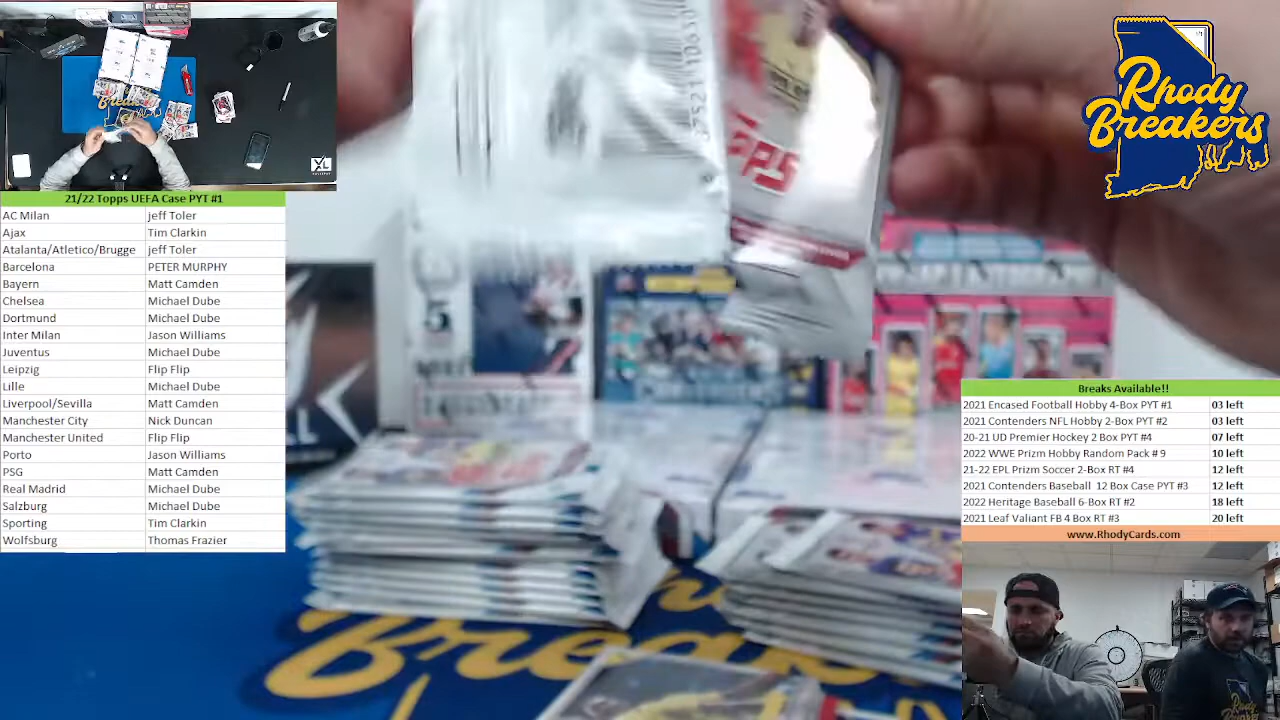 21/22 Topps UEFA Case PYT #1
AC Milan jeff Toler
Ajax Tim Clarkin
Atalanta/Atletico/Brugge jeff Toler
Barcelona PETER MURPHY
Bayern Matt Camden
Chelsea Michael Dube
Dortmund Michael Dube
Inter Milan Jason Williams
Juventus Michael Dube
Leipzig Flip Flip
Lille Michael Dube
Liverpool/Sevilla Matt Camden
Manchester City Nick Duncan
Manchester United Flip Flip
Porto Jason Williams
PSG Matt Camden
Real Madrid Michael Dube
Salzburg Michael Dube
Sporting Tim Clarkin
Wolfsburg Thomas Frazier
Rhody
Breakers
Breaks Available!!
2021 Encased Football Hobby 4-Box PYT #1 03 left
2021 Contenders NFL Hobby 2-Box PYT #2 03 left
20-21 UD Premier Hockey 2 Box PYT #4 07 left
2022 WWE Prizm Hobby Random Pack # 9 10 left
21-22 EPL Prizm Soccer 2-Box RT #4 12 left
2021 Contenders Baseball 12 Box Case PYT #3 12 left
2022 Heritage Baseball 6-Box RT #2 18 left
2021 Leaf Valiant FB 4 Box RT #3 20 left
www.RhodyCards.com
Rhody
Breakers